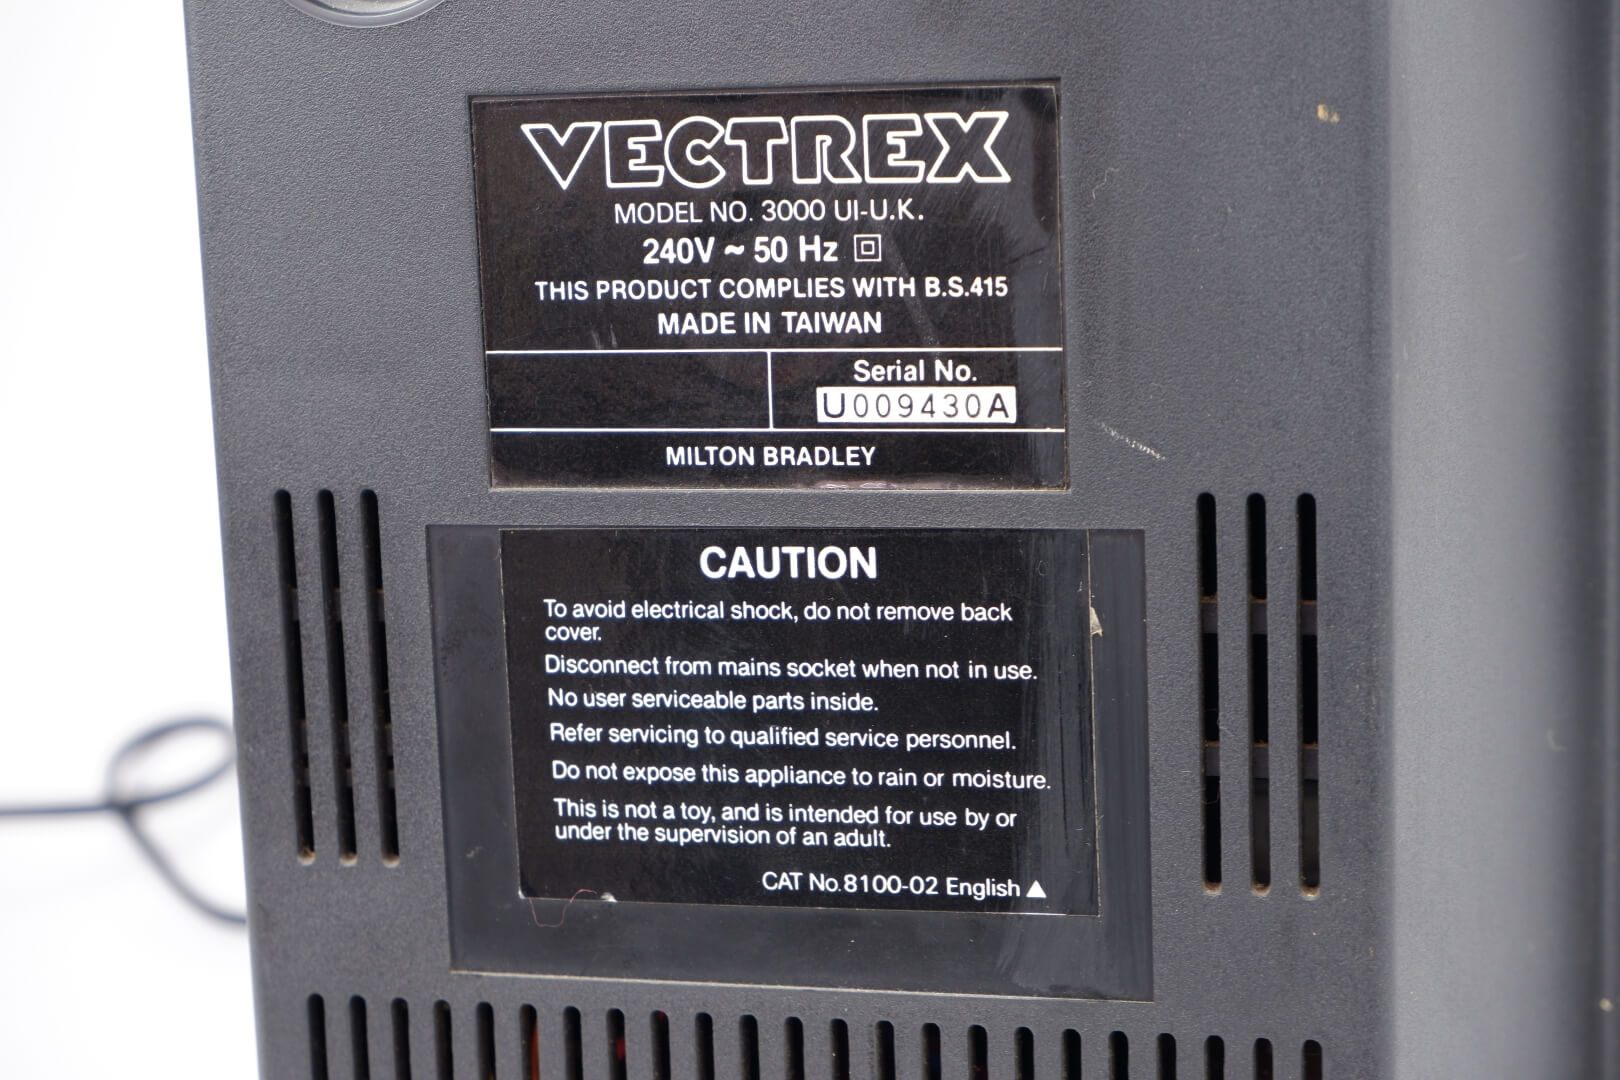 VECTREX
MODEL NO. 3000 UI-U.K.
240V ~ 50 Hz
THIS PRODUCT COMPLIES WITH B.S.415
MADE IN TAIWAN
Serial No.
U009430A
MILTON BRADLEY
CAUTION
To avoid electrical shock, do not remove back
cover.
Disconnect from mains socket when not in use.
No user serviceable parts inside.
Refer servicing to qualified service personnel.
Do not expose this appliance to rain or moisture.
This is not a toy, and is intended for use by or
under the supervision of an adult.
CAT No.8100-02 English ▲